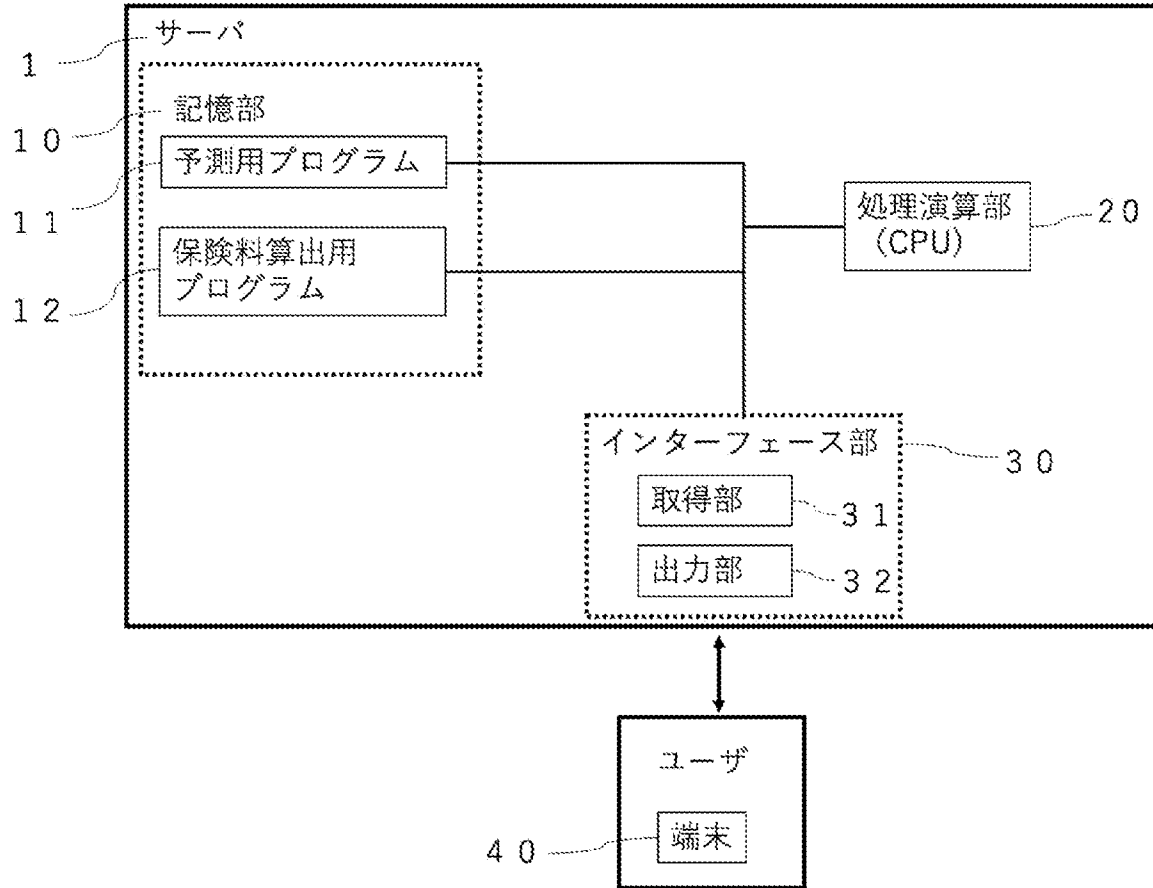 サーバ
１
記憶部
１０
予測用プログラム
１１
保険料算出用
プログラム
１２
処理演算部
（CPU）
２０
インターフェース部
３０
取得部
３１
出力部
３２
ユーザ
端末
４０